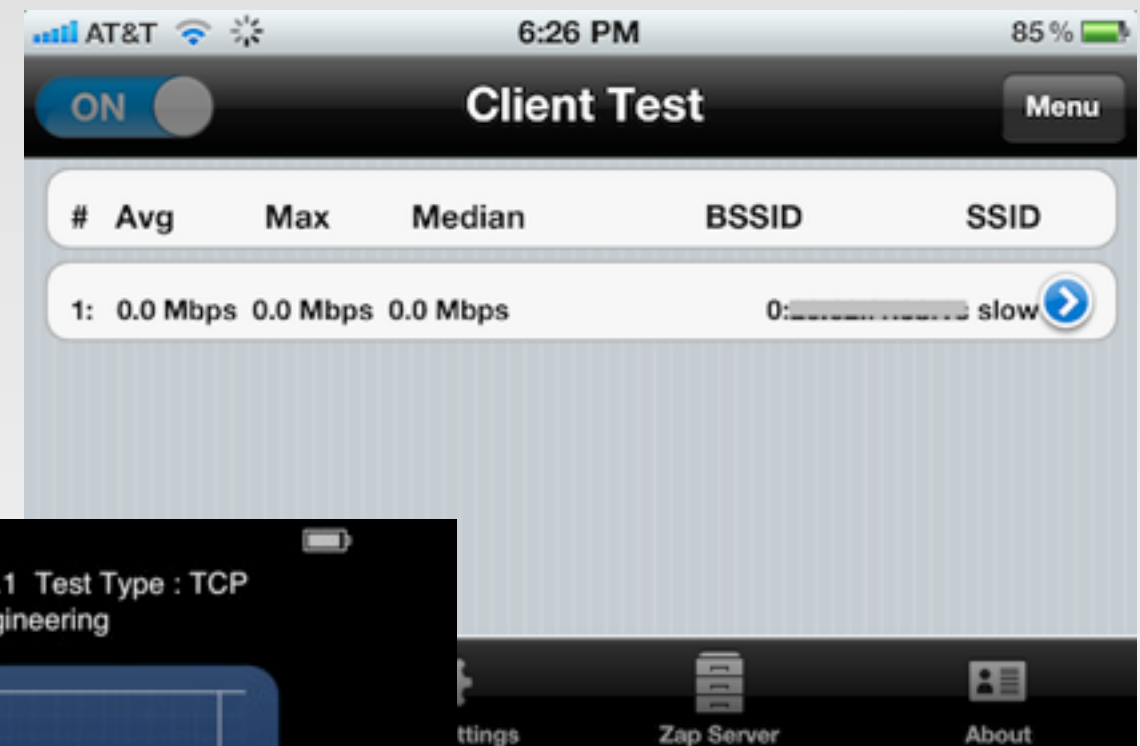 AT&T 6:26 PM 85%
ON Client Test Menu
# Avg Max Median BSSID SSID
1: 0.0 Mbps 0.0 Mbps 0.0 Mbps 0: slow
1 Test Type : TCP
gineering
ttings Zap Server About